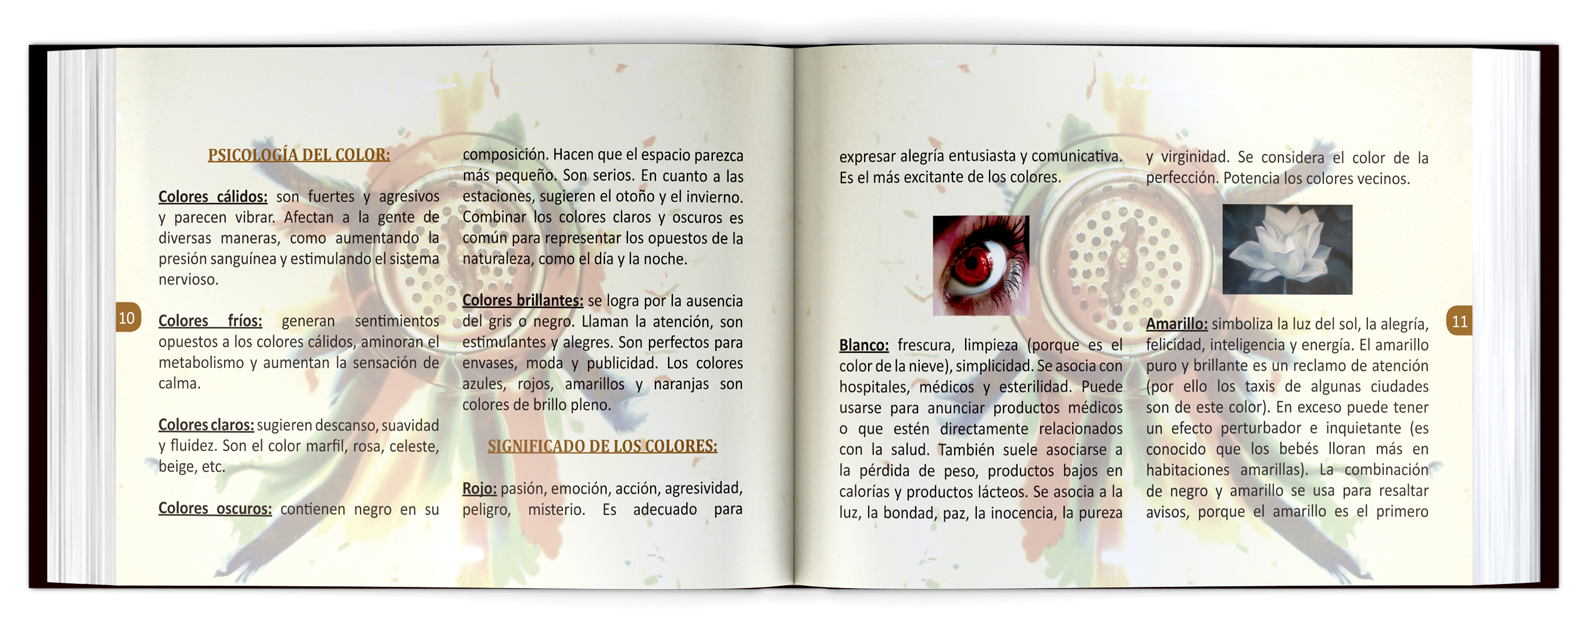 PSICOLOGÍA DEL COLOR:
Colores cálidos: son fuertes y agresivos
y parecen vibrar. Afectan a la gente de
diversas maneras, como aumentando la
presión sanguínea y estimulando el sistema
nervioso.
Colores fríos: generan sentimientos
opuestos a los colores cálidos, aminoran el
metabolismo y aumentan la sensación de
calma.
Colores claros: sugieren descanso, suavidad
y fluidez. Son el color marfil, rosa, celeste,
beige, etc.
Colores oscuros: contienen negro en su
composición. Hacen que el espacio parezca
más pequeño. Son serios. En cuanto a las
estaciones, sugieren el otoño y el invierno.
Combinar los colores claros y oscuros es
común para representar los opuestos de la
naturaleza, como el día y la noche.
Colores brillantes: se logra por la ausencia
del gris o negro. Llaman la atención, son
estimulantes y alegres. Son perfectos para
envases, moda y publicidad. Los colores
azules, rojos, amarillos y naranjas son
colores de brillo pleno.
SIGNIFICADO DE LOS COLORES:
Rojo: pasión, emoción, acción, agresividad,
peligro, misterio. Es adecuado para
10
expresar alegría entusiasta y comunicativa.
Es el más excitante de los colores.
Blanco: frescura, limpieza (porque es el
color de la nieve), simplicidad. Se asocia con
hospitales, médicos y esterilidad. Puede
usarse para anunciar productos médicos
o que estén directamente relacionados
con la salud. También suele asociarse a
la pérdida de peso, productos bajos en
calorías y productos lácteos. Se asocia a la
luz, la bondad, paz, la inocencia, la pureza
y virginidad. Se considera el color de la
perfección. Potencia los colores vecinos.
Amarillo: simboliza la luz del sol, la alegría,
felicidad, inteligencia y energía. El amarillo
puro y brillante es un reclamo de atención
(por ello los taxis de algunas ciudades
son de este color). En exceso puede tener
un efecto perturbador e inquietante (es
conocido que los bebés lloran más en
habitaciones amarillas). La combinación
de negro y amarillo se usa para resaltar
avisos, porque el amarillo es el primero
11